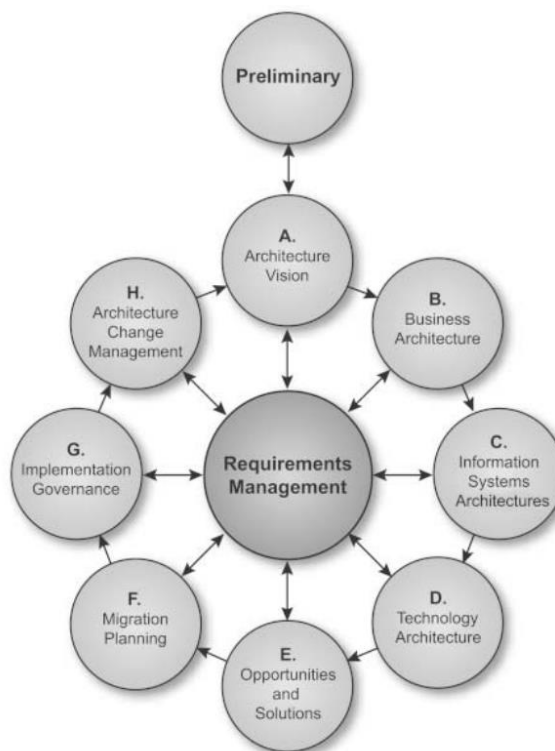 Preliminary
A.
Architecture
Vision
H.
Architecture
Change
Management
B.
Business
Architecture
G.
Implementation
Governance
Requirements
Management
C.
Information
Systems
Architectures
F.
Migration
Planning
D.
Technology
Architecture
E.
Opportunities
and
Solutions